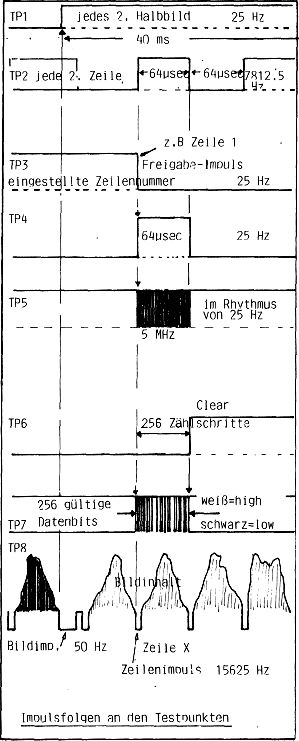 TP1 jedes 2. Halbbild 25 Hz
40 ms
TP2 jede 2. Zeile 64µsec 64µsec 7812.5
Hz
z.B Zeile 1
TP3 Freigabe-Impuls
eingestellte Zeilennummer 25 Hz
TP4
64µsec 25 Hz
TP5 im Rhythmus
von 25 Hz
5 MHz
Clear
TP6 256 Zählschritte
256 gültige weiß=high
Datenbits
TP7 schwarz=low
TP8
Bildinhalt
Bildimp. 50 Hz Zeile X
Zeilenimpuls 15625 Hz
Impulsfolgen an den Testpunkten